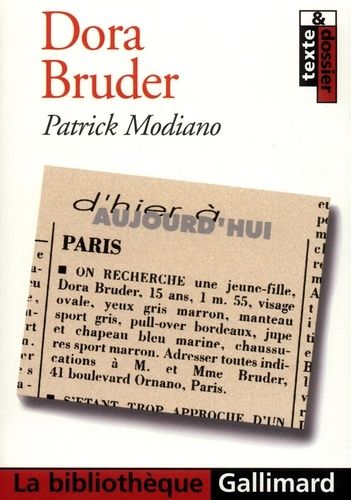 Dora
Bruder
Patrick Modiano
texte
&
dossier
d'hier à
AUJOURD'HUI
PARIS
■ ON RECHERCHE une jeune-fille,
Dora Bruder, 15 ans, 1 m. 55, visage
ovale, yeux gris marron, manteau
sport gris, pull-over bordeaux, jupe
et chapeau bleu marine, chaussu-
res sport marron. Adresser toutes indi-
cations à M. et Mme Bruder,
41 boulevard Ornano, Paris.
■ S'ETANT TROP APPROCHE D'UN
La bibliothèque Gallimard